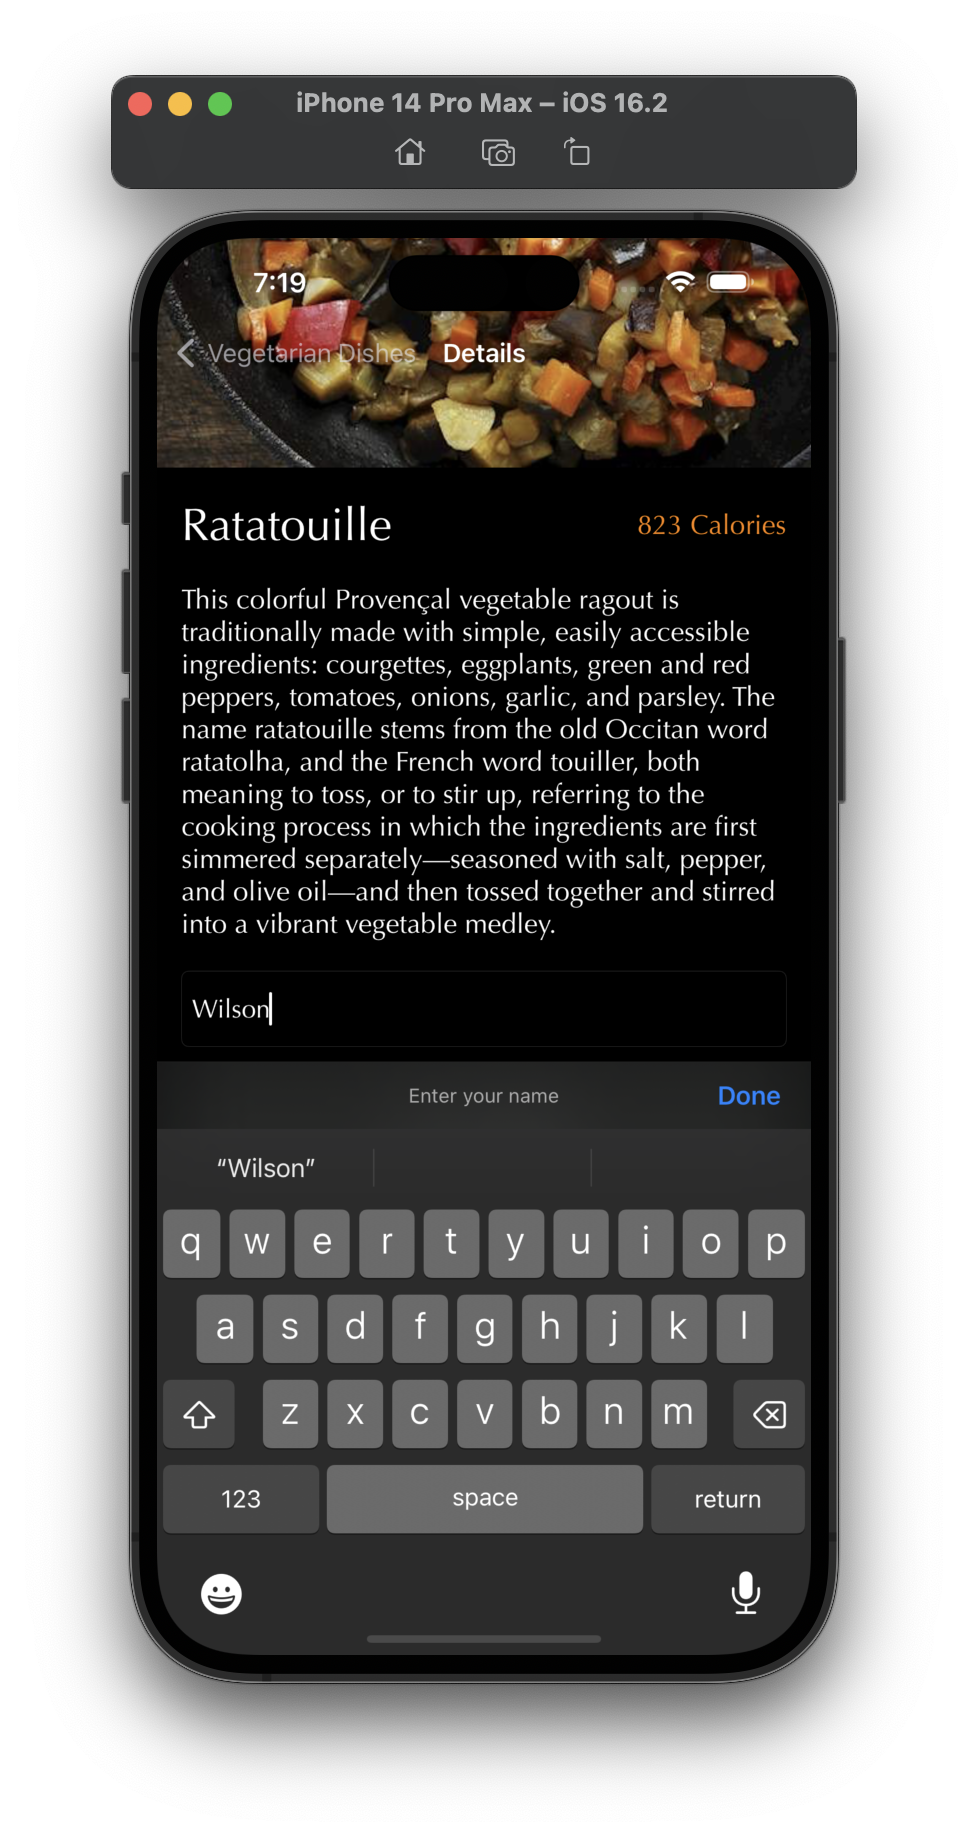 iPhone 14 Pro Max – iOS 16.2
7:19
Vegetarian Dishes Details
Ratatouille 823 Calories
This colorful Provençal vegetable ragout is
traditionally made with simple, easily accessible
ingredients: courgettes, eggplants, green and red
peppers, tomatoes, onions, garlic, and parsley. The
name ratatouille stems from the old Occitan word
ratatolha, and the French word touiller, both
meaning to toss, or to stir up, referring to the
cooking process in which the ingredients are first
simmered separately—seasoned with salt, pepper,
and olive oil—and then tossed together and stirred
into a vibrant vegetable medley.
Wilson
Enter your name Done
“Wilson”
q w e r t y u i o p
a s d f g h j k l
z x c v b n m
123 space return